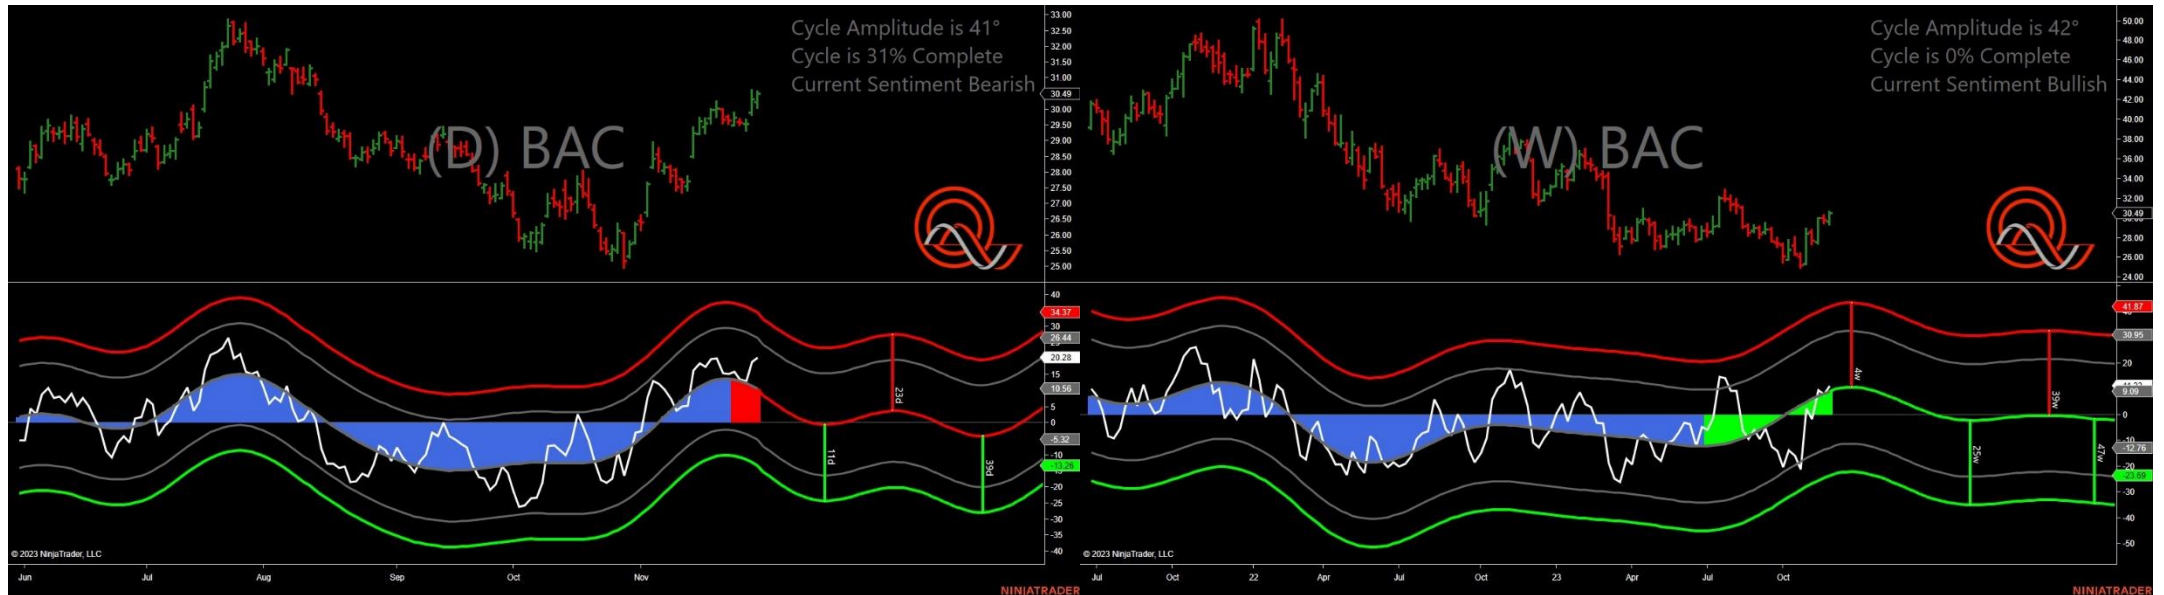 Cycle Amplitude is 41°
Cycle is 31% Complete
Current Sentiment Bearish
(D) BAC
33.00
32.50
32.00
31.50
31.00
30.49
30.00
29.50
29.00
28.50
28.00
27.50
27.00
26.50
26.00
25.50
25.00
40
34.37
30
26.44
20.28
15
10.56
5
0
-5.32
-10
-13.26
-20
-25
-30
-35
-40
23d
11d
39d
© 2023 NinjaTrader, LLC
Jun
Jul
Aug
Sep
Oct
Nov
NINJATRADER
Cycle Amplitude is 42°
Cycle is 0% Complete
Current Sentiment Bullish
(W) BAC
50.00
48.00
46.00
44.00
42.00
40.00
38.00
36.00
34.00
32.00
30.49
28.00
26.00
24.00
41.87
30.95
20
9.09
0
-12.76
-20
-23.69
-30
-40
-50
4w
39w
25w
47w
© 2023 NinjaTrader, LLC
Jul
Oct
22
Apr
Jul
Oct
23
Apr
Jul
Oct
NINJATRADER